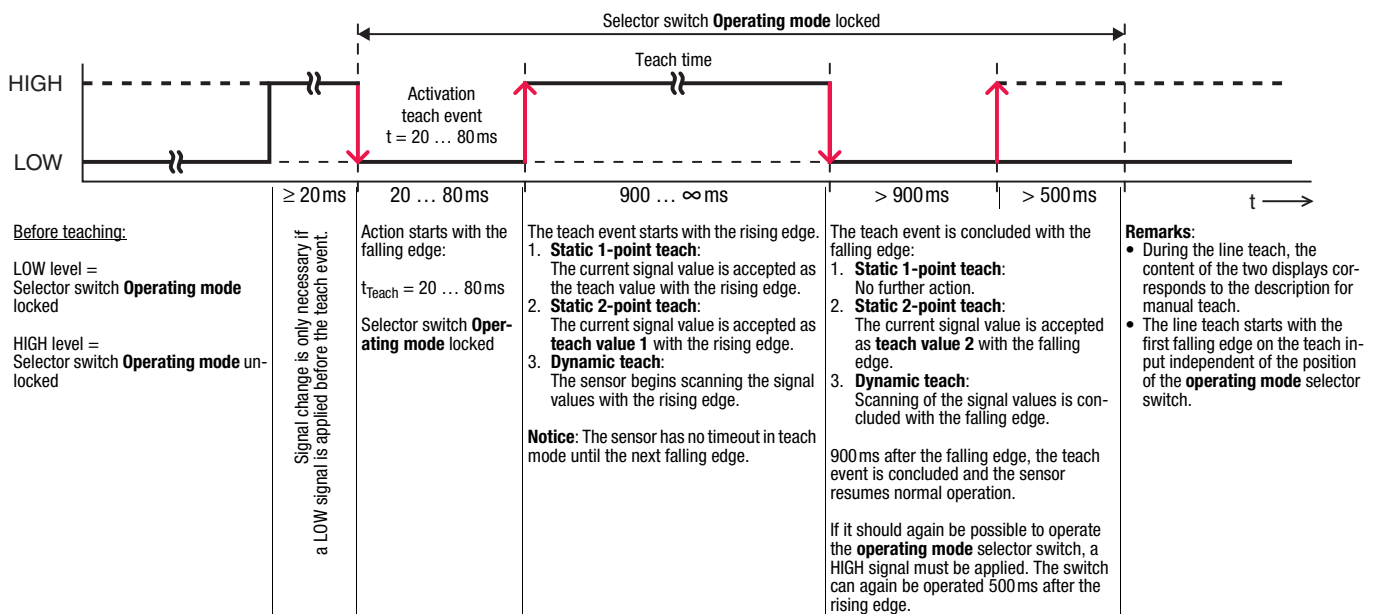 Selector switch Operating mode locked
Teach time
HIGH
Activation
teach event
t = 20 … 80 ms
LOW
≥ 20 ms
20 … 80 ms
900 … ∞ ms
> 900 ms
> 500 ms
t
Before teaching:
LOW level =
Selector switch Operating mode
locked
HIGH level =
Selector switch Operating mode un-
locked
Signal change is only necessary if
a LOW signal is applied before the teach event.
Action starts with the
falling edge:
tTeach = 20 … 80 ms
Selector switch Oper-
ating mode locked
The teach event starts with the rising edge.
1. Static 1-point teach:
The current signal value is accepted as
the teach value with the rising edge.
2. Static 2-point teach:
The current signal value is accepted as
teach value 1 with the rising edge.
3. Dynamic teach:
The sensor begins scanning the signal
values with the rising edge.
Notice: The sensor has no timeout in teach
mode until the next falling edge.
The teach event is concluded with the
falling edge:
1. Static 1-point teach:
No further action.
2. Static 2-point teach:
The current signal value is accepted
as teach value 2 with the falling
edge.
3. Dynamic teach:
Scanning of the signal values is con-
cluded with the falling edge.
900 ms after the falling edge, the teach
event is concluded and the sensor
resumes normal operation.
If it should again be possible to operate
the operating mode selector switch, a
HIGH signal must be applied. The switch
can again be operated 500 ms after the
rising edge.
Remarks:
• During the line teach, the
content of the two displays cor-
responds to the description for
manual teach.
• The line teach starts with the
first falling edge on the teach in-
put independent of the position
of the operating mode selector
switch.